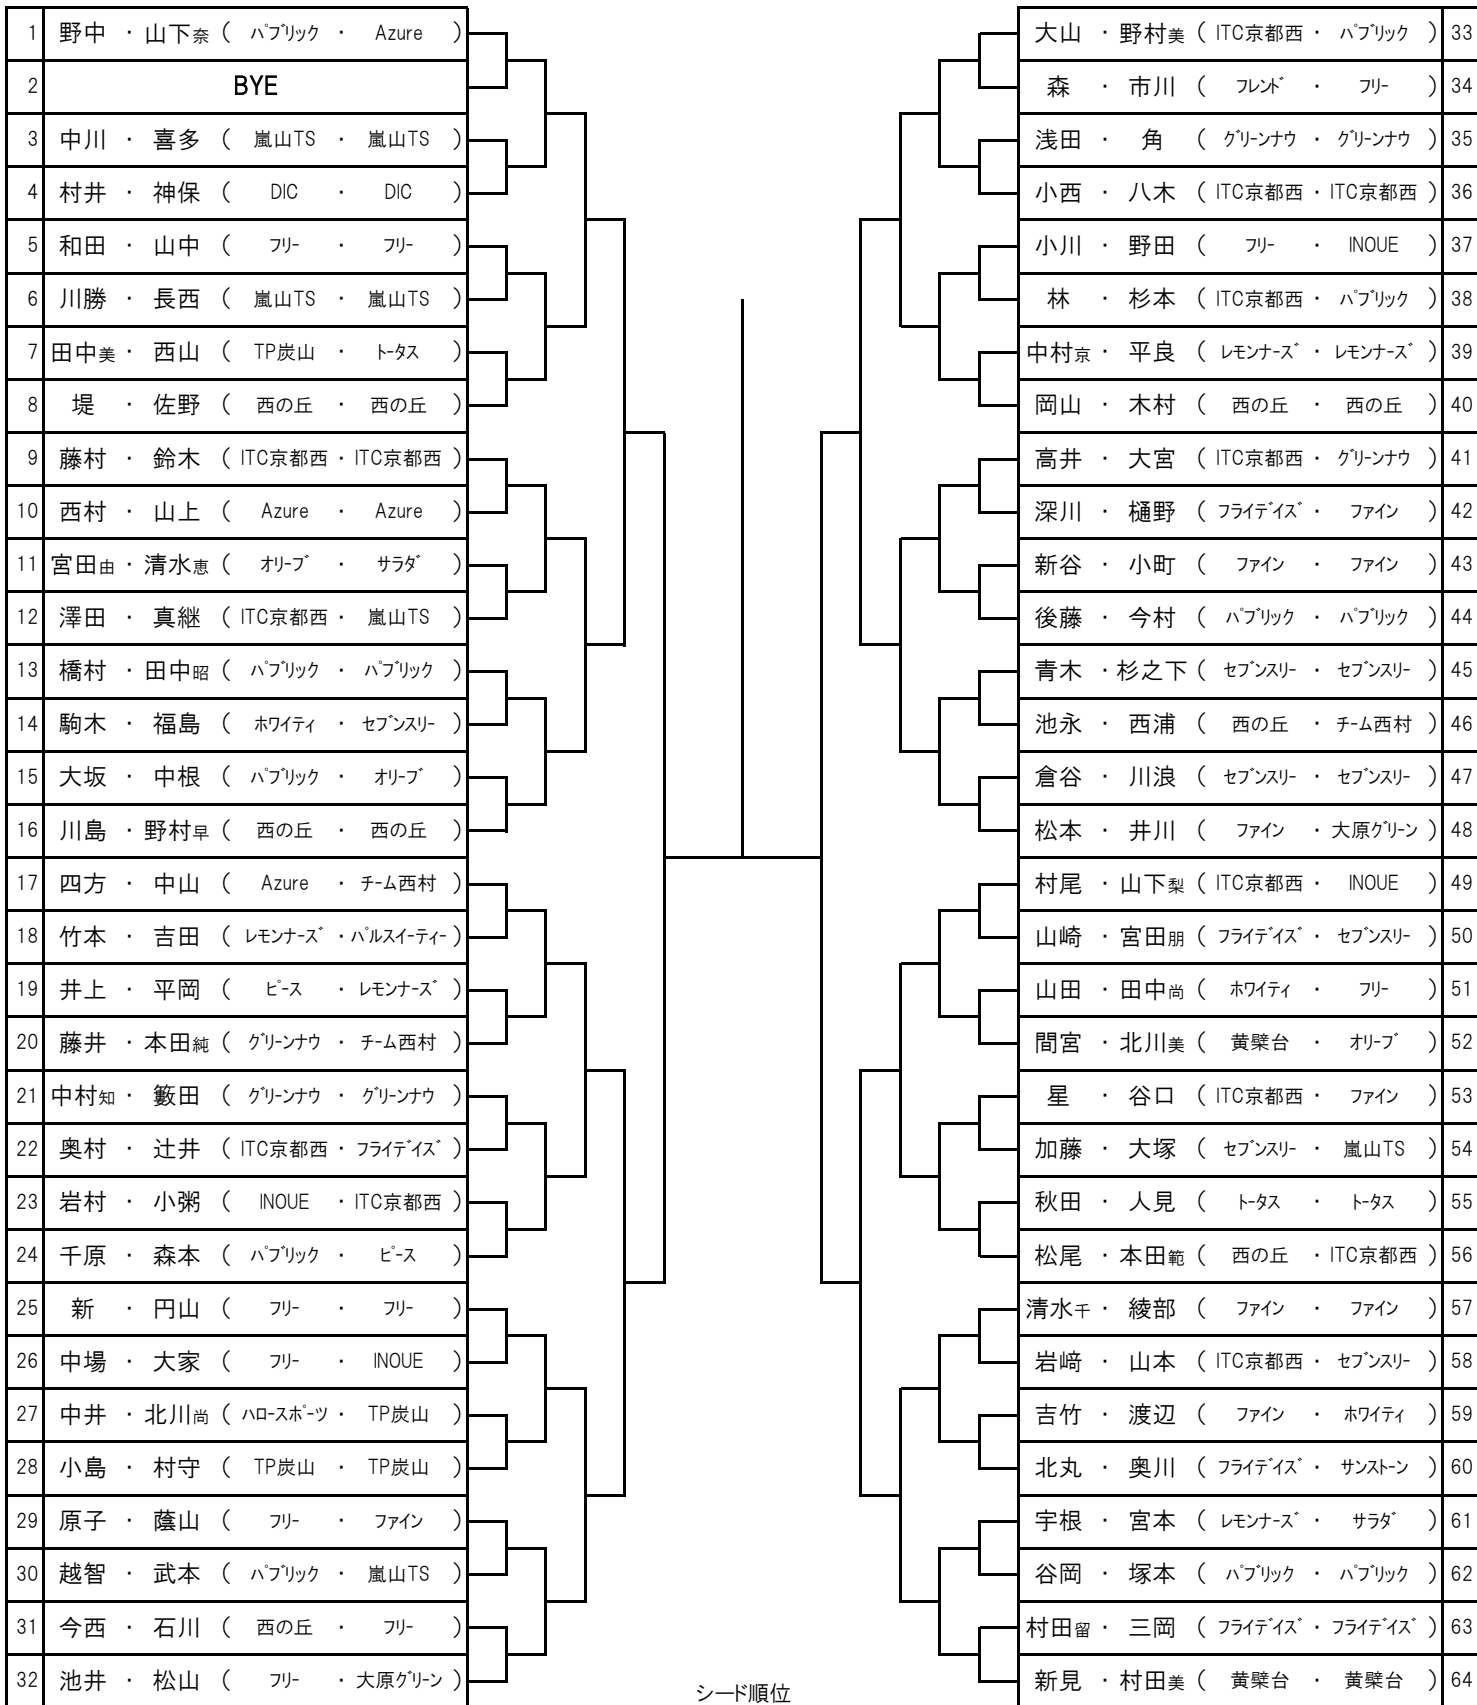 1 野中 ・ 山下奈 ( パブリック ・ Azure )
2 BYE
3 中川 ・ 喜多 ( 嵐山TS ・ 嵐山TS )
4 村井 ・ 神保 ( DIC ・ DIC )
5 和田 ・ 山中 ( フリー ・ フリー )
6 川勝 ・ 長西 ( 嵐山TS ・ 嵐山TS )
7 田中美 ・ 西山 ( TP炭山 ・ トータス )
8 堤 ・ 佐野 ( 西の丘 ・ 西の丘 )
9 藤村 ・ 鈴木 ( ITC京都西 ・ ITC京都西 )
10 西村 ・ 山上 ( Azure ・ Azure )
11 宮田由 ・ 清水恵 ( オリーブ ・ サラダ )
12 澤田 ・ 真継 ( ITC京都西 ・ 嵐山TS )
13 橋村 ・ 田中昭 ( パブリック ・ パブリック )
14 駒木 ・ 福島 ( ホワイティ ・ セブンスリー )
15 大坂 ・ 中根 ( パブリック ・ オリーブ )
16 川島 ・ 野村早 ( 西の丘 ・ 西の丘 )
17 四方 ・ 中山 ( Azure ・ チーム西村 )
18 竹本 ・ 吉田 ( レモンナーズ ・ パルスイーティー )
19 井上 ・ 平岡 ( ピース ・ レモンナーズ )
20 藤井 ・ 本田純 ( グリーンナウ ・ チーム西村 )
21 中村知 ・ 籔田 ( グリーンナウ ・ グリーンナウ )
22 奥村 ・ 辻井 ( ITC京都西 ・ フライデイズ )
23 岩村 ・ 小粥 ( INOUE ・ ITC京都西 )
24 千原 ・ 森本 ( パブリック ・ ピース )
25 新 ・ 円山 ( フリー ・ フリー )
26 中場 ・ 大家 ( フリー ・ INOUE )
27 中井 ・ 北川尚 ( ハロースポーツ ・ TP炭山 )
28 小島 ・ 村守 ( TP炭山 ・ TP炭山 )
29 原子 ・ 蔭山 ( フリー ・ ファイン )
30 越智 ・ 武本 ( パブリック ・ 嵐山TS )
31 今西 ・ 石川 ( 西の丘 ・ フリー )
32 池井 ・ 松山 ( フリー ・ 大原グリーン )
大山 ・ 野村美 ( ITC京都西 ・ パブリック ) 33
森 ・ 市川 ( フレンド ・ フリー ) 34
浅田 ・ 角 ( グリーンナウ ・ グリーンナウ ) 35
小西 ・ 八木 ( ITC京都西 ・ ITC京都西 ) 36
小川 ・ 野田 ( フリー ・ INOUE ) 37
林 ・ 杉本 ( ITC京都西 ・ パブリック ) 38
中村京 ・ 平良 ( レモンナーズ ・ レモンナーズ ) 39
岡山 ・ 木村 ( 西の丘 ・ 西の丘 ) 40
高井 ・ 大宮 ( ITC京都西 ・ グリーンナウ ) 41
深川 ・ 樋野 ( フライデイズ ・ ファイン ) 42
新谷 ・ 小町 ( ファイン ・ ファイン ) 43
後藤 ・ 今村 ( パブリック ・ パブリック ) 44
青木 ・ 杉之下 ( セブンスリー ・ セブンスリー ) 45
池永 ・ 西浦 ( 西の丘 ・ チーム西村 ) 46
倉谷 ・ 川浪 ( セブンスリー ・ セブンスリー ) 47
松本 ・ 井川 ( ファイン ・ 大原グリーン ) 48
村尾 ・ 山下梨 ( ITC京都西 ・ INOUE ) 49
山崎 ・ 宮田朋 ( フライデイズ ・ セブンスリー ) 50
山田 ・ 田中尚 ( ホワイティ ・ フリー ) 51
間宮 ・ 北川美 ( 黄檗台 ・ オリーブ ) 52
星 ・ 谷口 ( ITC京都西 ・ ファイン ) 53
加藤 ・ 大塚 ( セブンスリー ・ 嵐山TS ) 54
秋田 ・ 人見 ( トータス ・ トータス ) 55
松尾 ・ 本田範 ( 西の丘 ・ ITC京都西 ) 56
清水千 ・ 綾部 ( ファイン ・ ファイン ) 57
岩﨑 ・ 山本 ( ITC京都西 ・ セブンスリー ) 58
吉竹 ・ 渡辺 ( ファイン ・ ホワイティ ) 59
北丸 ・ 奥川 ( フライデイズ ・ サンストーン ) 60
宇根 ・ 宮本 ( レモンナーズ ・ サラダ ) 61
谷岡 ・ 塚本 ( パブリック ・ パブリック ) 62
村田留 ・ 三岡 ( フライデイズ ・ フライデイズ ) 63
新見 ・ 村田美 ( 黄檗台 ・ 黄檗台 ) 64
シード順位